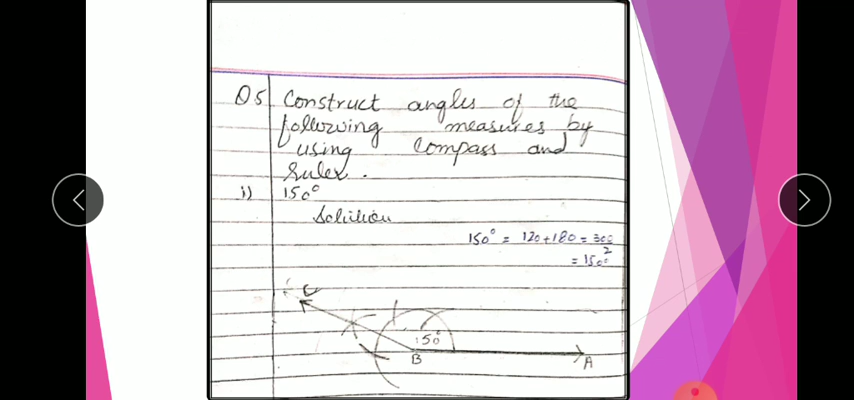 Q5 Construct angles of the
following measures by
using Compass and
ruler.
i) 150°
Solution
150° = 120+180 = 300
2
= 150°
C
150°
B
A